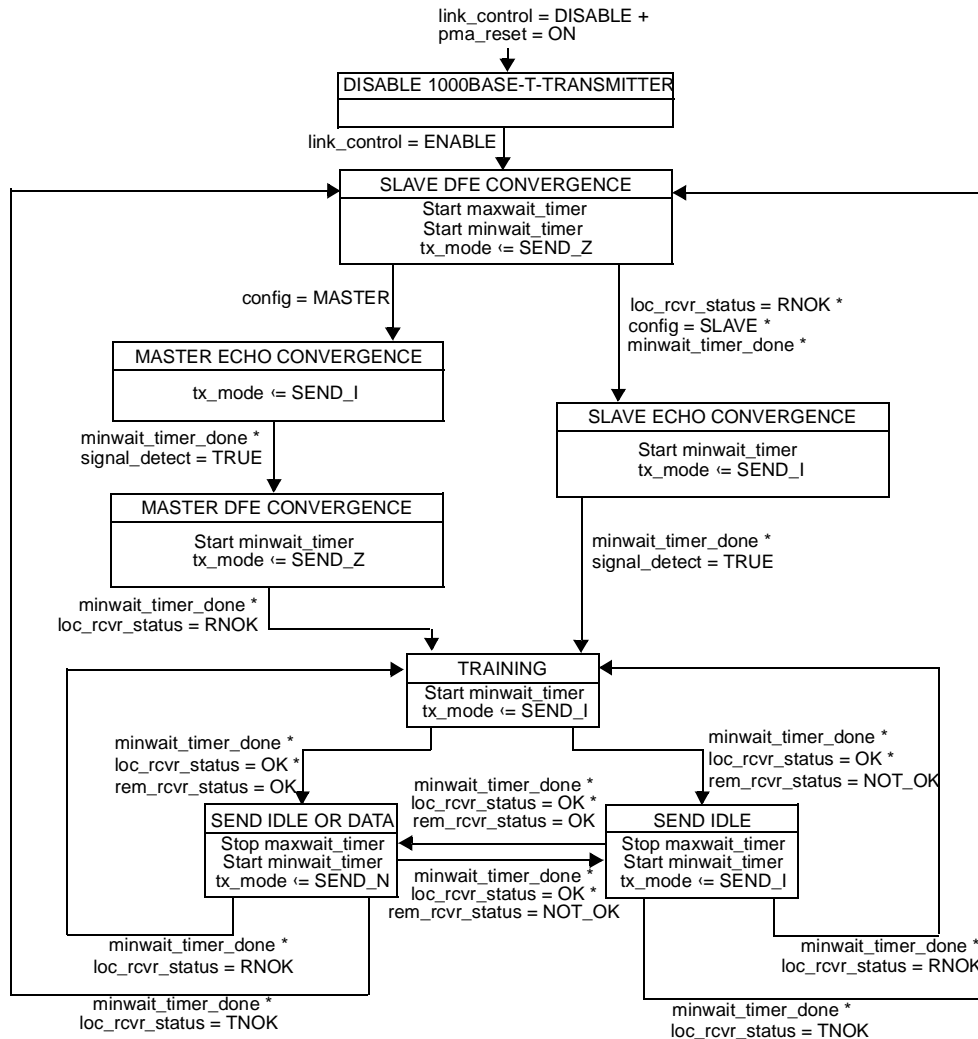 link_control = DISABLE +
pma_reset = ON
DISABLE 1000BASE-T-TRANSMITTER
link_control = ENABLE
SLAVE DFE CONVERGENCE
Start maxwait_timer
Start minwait_timer
tx_mode <= SEND_Z
config = MASTER
loc_rcvr_status = RNOK *
config = SLAVE *
minwait_timer_done *
MASTER ECHO CONVERGENCE
tx_mode <= SEND_I
SLAVE ECHO CONVERGENCE
Start minwait_timer
tx_mode <= SEND_I
minwait_timer_done *
signal_detect = TRUE
MASTER DFE CONVERGENCE
Start minwait_timer
tx_mode <= SEND_Z
minwait_timer_done *
signal_detect = TRUE
minwait_timer_done *
loc_rcvr_status = RNOK
TRAINING
Start minwait_timer
tx_mode <= SEND_I
minwait_timer_done *
loc_rcvr_status = OK *
rem_rcvr_status = OK
minwait_timer_done *
loc_rcvr_status = OK *
rem_rcvr_status = NOT_OK
minwait_timer_done *
loc_rcvr_status = OK *
rem_rcvr_status = OK
SEND IDLE OR DATA
Stop maxwait_timer
Start minwait_timer
tx_mode <= SEND_N
SEND IDLE
Stop maxwait_timer
Start minwait_timer
tx_mode <= SEND_I
minwait_timer_done *
loc_rcvr_status = OK *
rem_rcvr_status = NOT_OK
minwait_timer_done *
loc_rcvr_status = RNOK
minwait_timer_done *
loc_rcvr_status = RNOK
minwait_timer_done *
loc_rcvr_status = TNOK
minwait_timer_done *
loc_rcvr_status = TNOK